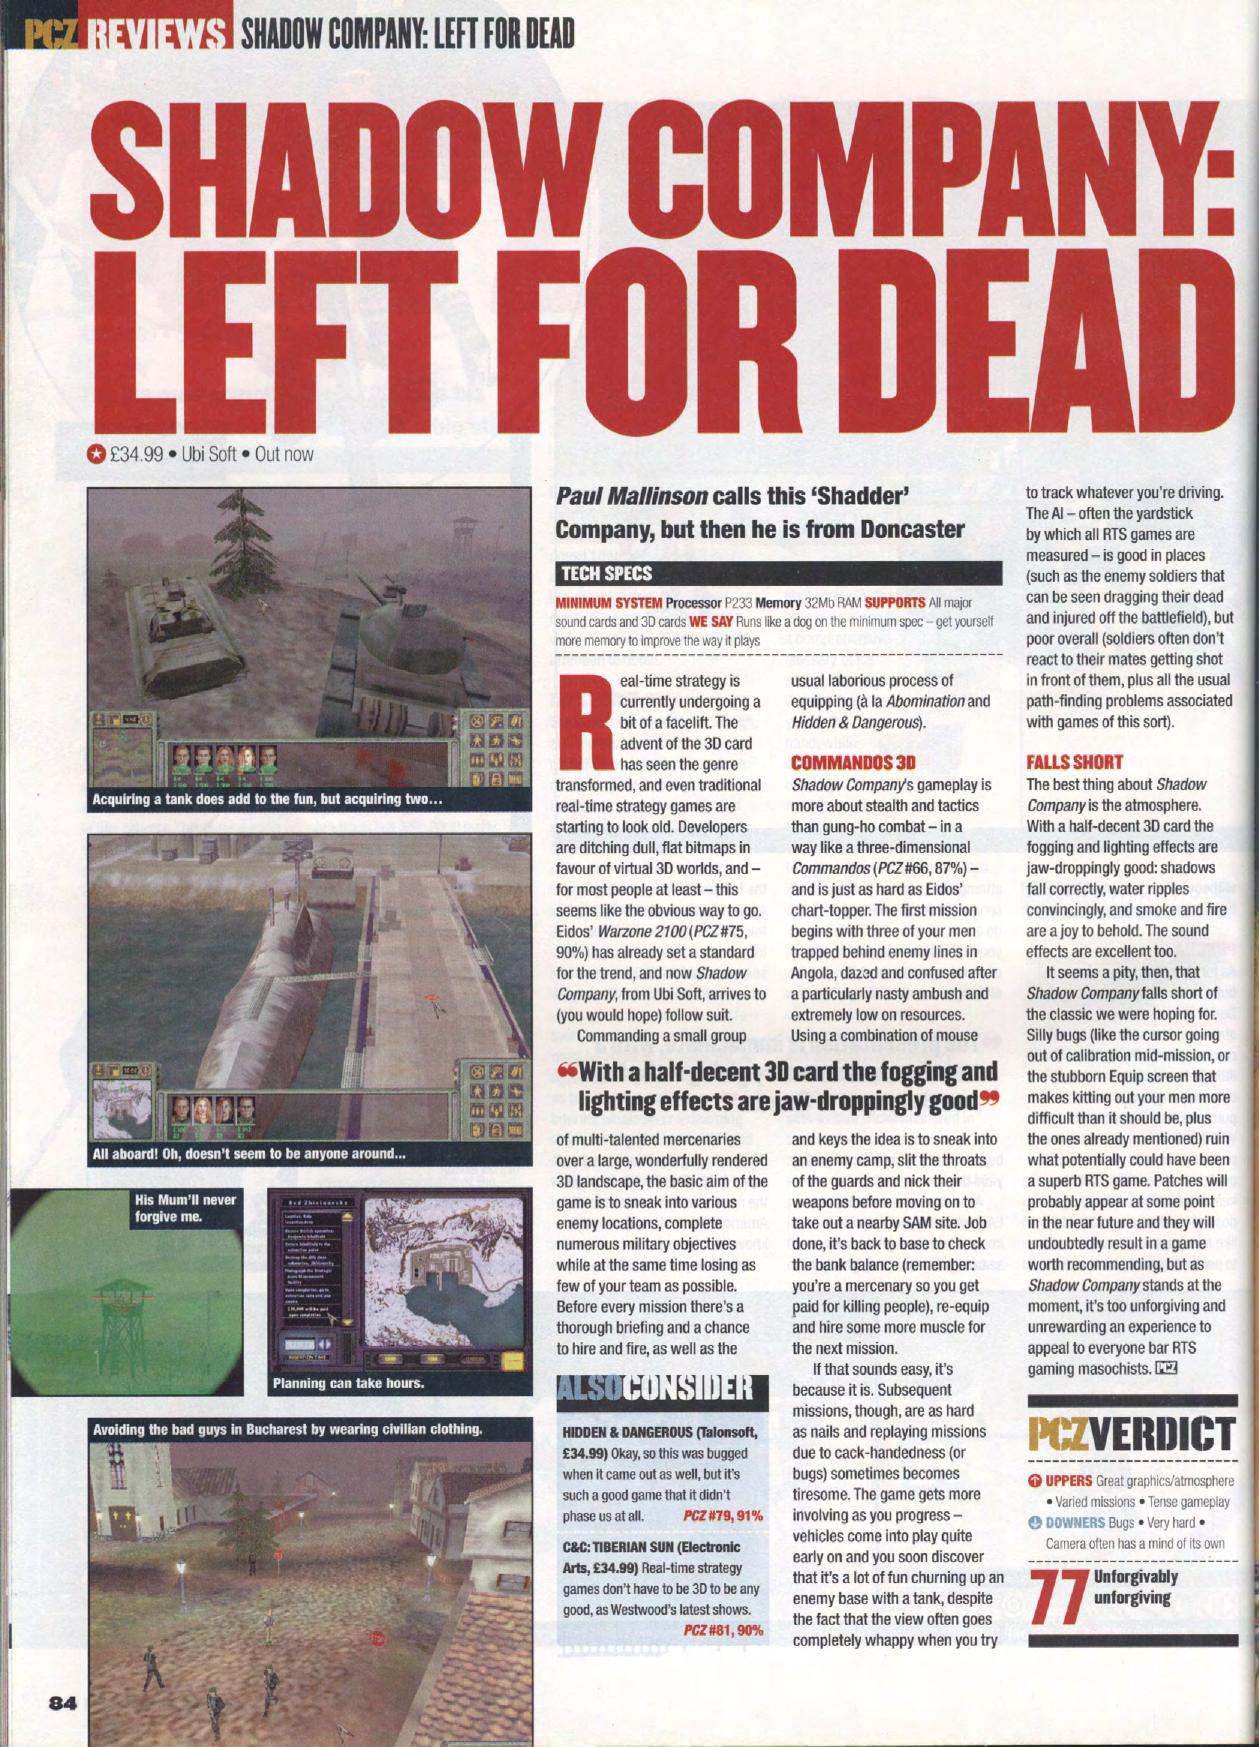 PCZ REVIEWS SHADOW COMPANY: LEFT FOR DEAD
SHADOW COMPANY:
LEFT FOR DEAD
£34.99 • Ubi Soft • Out now
Acquiring a tank does add to the fun, but acquiring two...
All aboard! Oh, doesn't seem to be anyone around...
His Mum'll never
forgive me.
Planning can take hours.
Avoiding the bad guys in Bucharest by wearing civilian clothing.
Paul Mallinson calls this 'Shadder'
Company, but then he is from Doncaster
TECH SPECS
MINIMUM SYSTEM Processor P233 Memory 32Mb RAM SUPPORTS All major
sound cards and 3D cards WE SAY Runs like a dog on the minimum spec – get yourself
more memory to improve the way it plays
Real-time strategy is
currently undergoing a
bit of a facelift. The
advent of the 3D card
has seen the genre
transformed, and even traditional
real-time strategy games are
starting to look old. Developers
are ditching dull, flat bitmaps in
favour of virtual 3D worlds, and –
for most people at least – this
seems like the obvious way to go.
Eidos' Warzone 2100 (PCZ #75,
90%) has already set a standard
for the trend, and now Shadow
Company, from Ubi Soft, arrives to
(you would hope) follow suit.
Commanding a small group
“With a half-decent 3D card the fogging and
lighting effects are jaw-droppingly good”
of multi-talented mercenaries
over a large, wonderfully rendered
3D landscape, the basic aim of the
game is to sneak into various
enemy locations, complete
numerous military objectives
while at the same time losing as
few of your team as possible.
Before every mission there's a
thorough briefing and a chance
to hire and fire, as well as the
ALSO CONSIDER
HIDDEN & DANGEROUS (Talonsoft,
£34.99) Okay, so this was bugged
when it came out as well, but it's
such a good game that it didn't
phase us at all. PCZ #79, 91%
C&C: TIBERIAN SUN (Electronic
Arts, £34.99) Real-time strategy
games don't have to be 3D to be any
good, as Westwood's latest shows.
PCZ #81, 90%
usual laborious process of
equipping (à la Abomination and
Hidden & Dangerous).
COMMANDOS 3D
Shadow Company's gameplay is
more about stealth and tactics
than gung-ho combat – in a
way like a three-dimensional
Commandos (PCZ #66, 87%) –
and is just as hard as Eidos'
chart-topper. The first mission
begins with three of your men
trapped behind enemy lines in
Angola, dazed and confused after
a particularly nasty ambush and
extremely low on resources.
Using a combination of mouse
and keys the idea is to sneak into
an enemy camp, slit the throats
of the guards and nick their
weapons before moving on to
take out a nearby SAM site. Job
done, it's back to base to check
the bank balance (remember:
you're a mercenary so you get
paid for killing people), re-equip
and hire some more muscle for
the next mission.
If that sounds easy, it's
because it is. Subsequent
missions, though, are as hard
as nails and replaying missions
due to cack-handedness (or
bugs) sometimes becomes
tiresome. The game gets more
involving as you progress –
vehicles come into play quite
early on and you soon discover
that it's a lot of fun churning up an
enemy base with a tank, despite
the fact that the view often goes
completely whappy when you try
to track whatever you're driving.
The AI – often the yardstick
by which all RTS games are
measured – is good in places
(such as the enemy soldiers that
can be seen dragging their dead
and injured off the battlefield), but
poor overall (soldiers often don't
react to their mates getting shot
in front of them, plus all the usual
path-finding problems associated
with games of this sort).
FALLS SHORT
The best thing about Shadow
Company is the atmosphere.
With a half-decent 3D card the
fogging and lighting effects are
jaw-droppingly good: shadows
fall correctly, water ripples
convincingly, and smoke and fire
are a joy to behold. The sound
effects are excellent too.
It seems a pity, then, that
Shadow Company falls short of
the classic we were hoping for.
Silly bugs (like the cursor going
out of calibration mid-mission, or
the stubborn Equip screen that
makes kitting out your men more
difficult than it should be, plus
the ones already mentioned) ruin
what potentially could have been
a superb RTS game. Patches will
probably appear at some point
in the near future and they will
undoubtedly result in a game
worth recommending, but as
Shadow Company stands at the
moment, it's too unforgiving and
unrewarding an experience to
appeal to everyone bar RTS
gaming masochists. PCZ
PCZ VERDICT
UPPERS Great graphics/atmosphere
• Varied missions • Tense gameplay
DOWNERS Bugs • Very hard •
Camera often has a mind of its own
77 Unforgivably
unforgiving
84